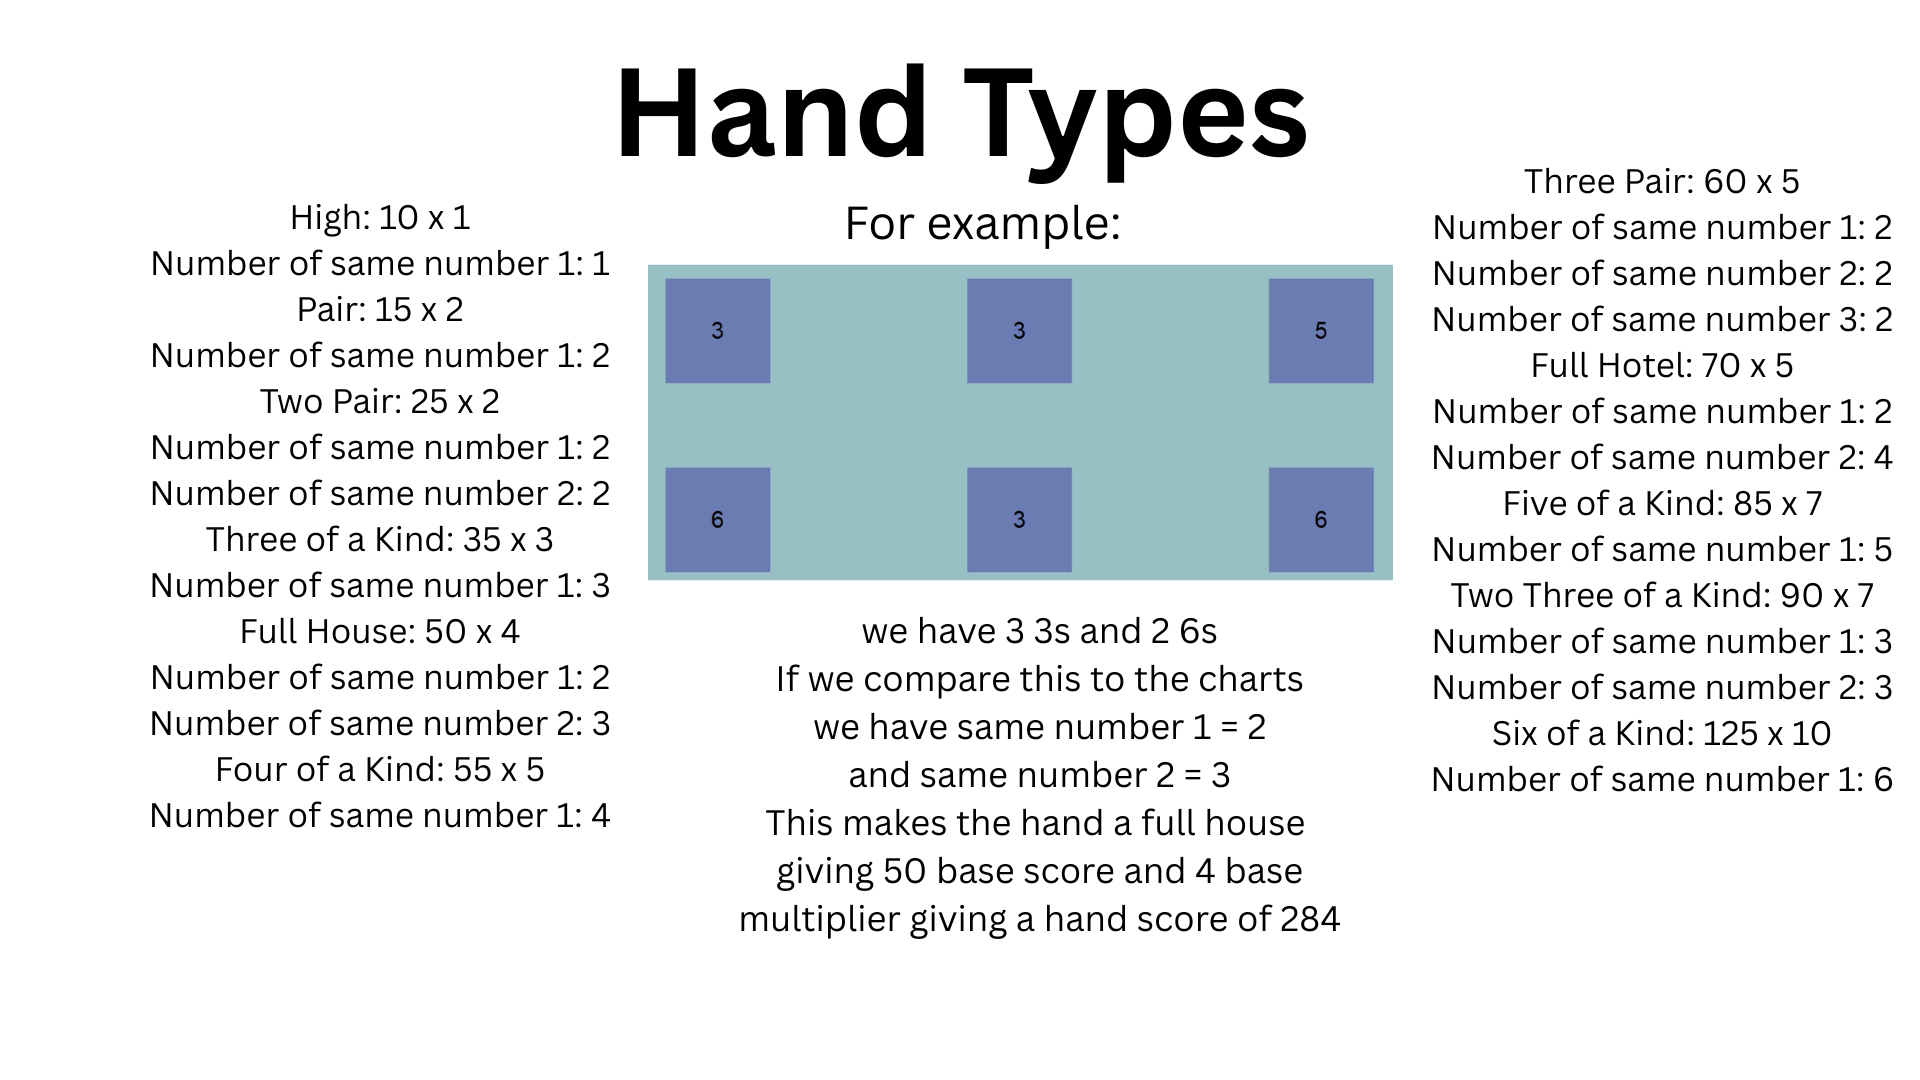 Hand Types
High: 10 x 1
Number of same number 1: 1
Pair: 15 x 2
Number of same number 1: 2
Two Pair: 25 x 2
Number of same number 1: 2
Number of same number 2: 2
Three of a Kind: 35 x 3
Number of same number 1: 3
Full House: 50 x 4
Number of same number 1: 2
Number of same number 2: 3
Four of a Kind: 55 x 5
Number of same number 1: 4
For example:
3 3 5
6 3 6
we have 3 3s and 2 6s
If we compare this to the charts
we have same number 1 = 2
and same number 2 = 3
This makes the hand a full house
giving 50 base score and 4 base
multiplier giving a hand score of 284
Three Pair: 60 x 5
Number of same number 1: 2
Number of same number 2: 2
Number of same number 3: 2
Full Hotel: 70 x 5
Number of same number 1: 2
Number of same number 2: 4
Five of a Kind: 85 x 7
Number of same number 1: 5
Two Three of a Kind: 90 x 7
Number of same number 1: 3
Number of same number 2: 3
Six of a Kind: 125 x 10
Number of same number 1: 6